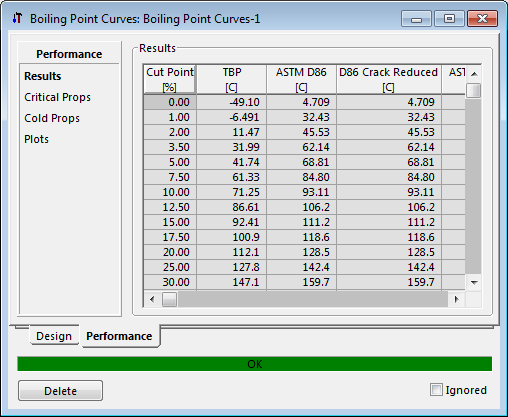 Boiling Point Curves: Boiling Point Curves-1
Performance
Results
Critical Props
Cold Props
Plots
Results
Cut Point TBP ASTM D86 D86 Crack Reduced AST
[%] [C] [C] [C]
0.00 -49.10 4.709 4.709
1.00 -6.491 32.43 32.43
2.00 11.47 45.53 45.53
3.50 31.99 62.14 62.14
5.00 41.74 68.81 68.81
7.50 61.33 84.80 84.80
10.00 71.25 93.11 93.11
12.50 86.61 106.2 106.2
15.00 92.41 111.2 111.2
17.50 100.9 118.6 118.6
20.00 112.1 128.5 128.5
25.00 127.8 142.4 142.4
30.00 147.1 159.7 159.7
Design Performance
OK
Delete Ignored